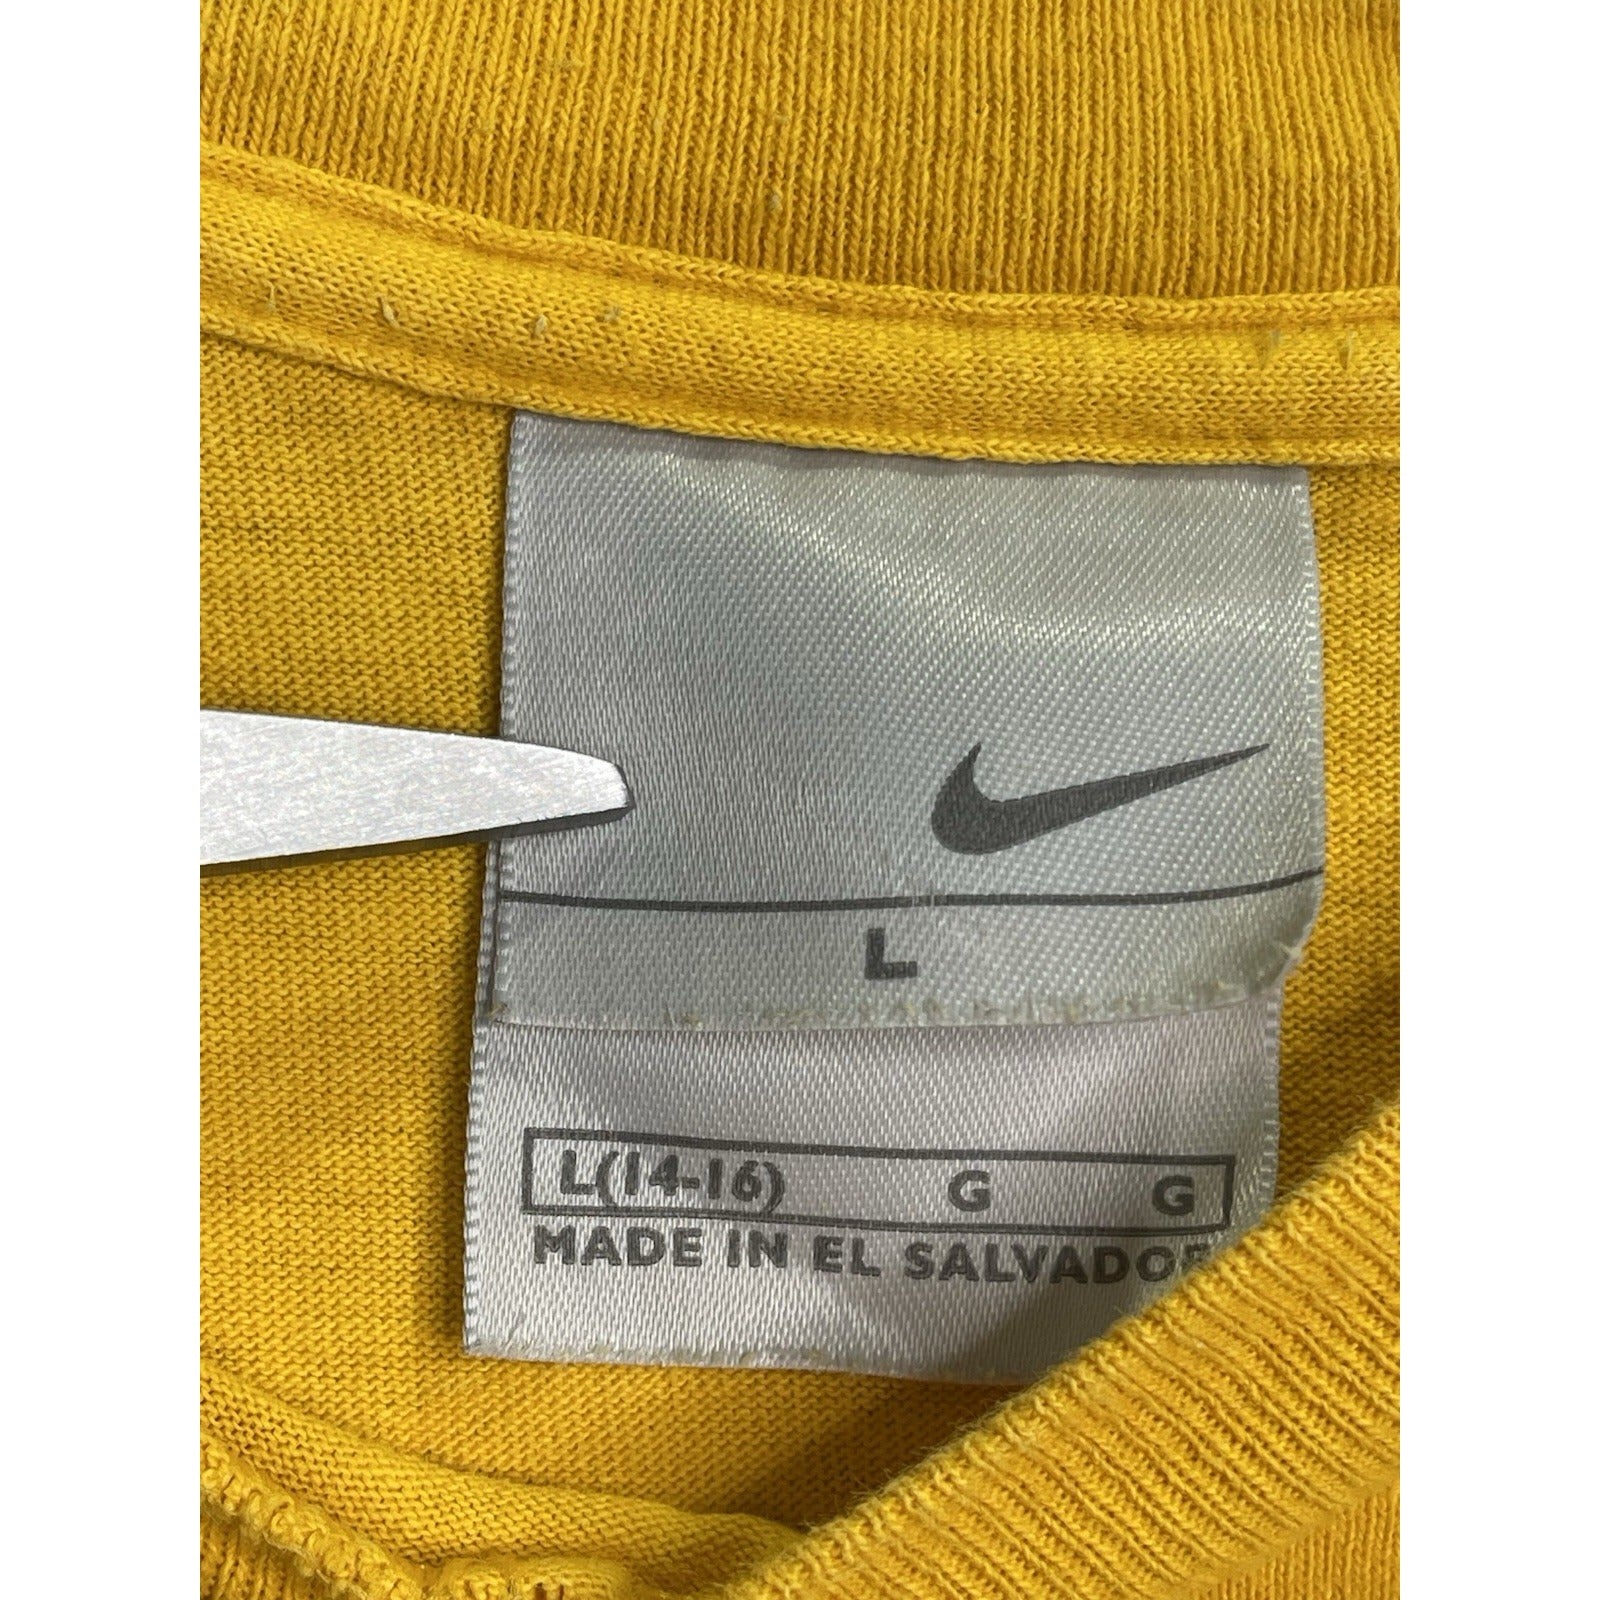 L
L(14-16) G G
MADE IN EL SALVADOR